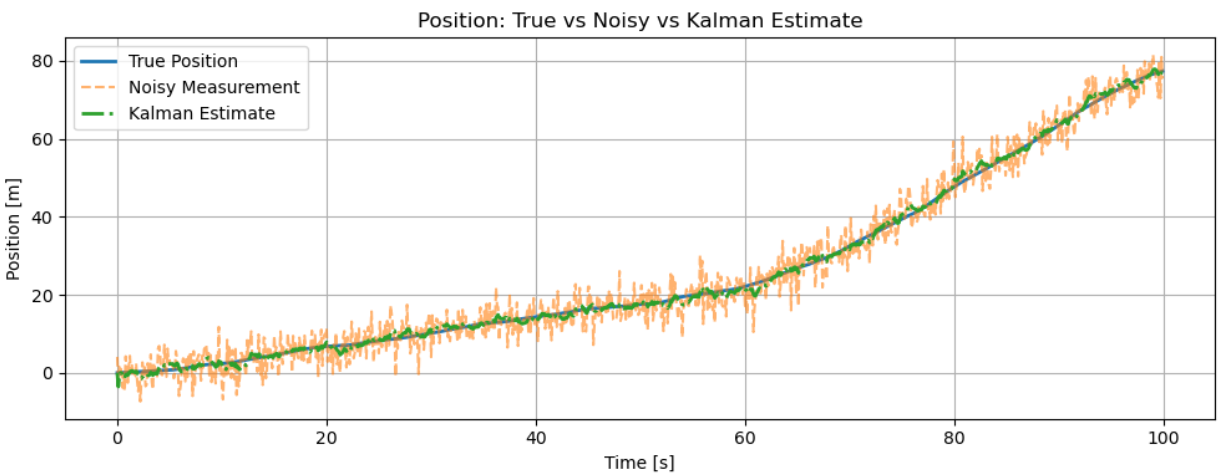 Position: True vs Noisy vs Kalman Estimate
True Position
Noisy Measurement
Kalman Estimate
Position [m]
80
60
40
20
0
0 20 40 60 80 100
Time [s]